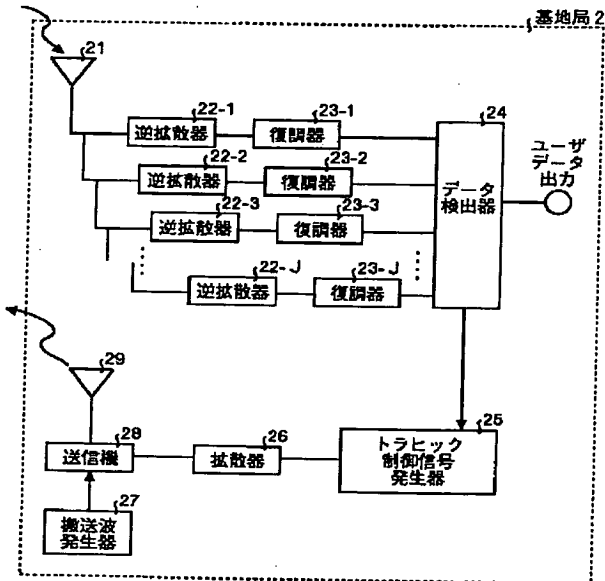 基地局2
21
22-1
23-1
24
逆拡散器
復調器
22-2
23-2
逆拡散器
復調器
22-3
23-3
逆拡散器
復調器
22-J
23-J
逆拡散器
復調器
データ
検出器
ユーザ
データ
出力
29
28
26
25
送信機
拡散器
トラヒック
制御信号
発生器
27
搬送波
発生器